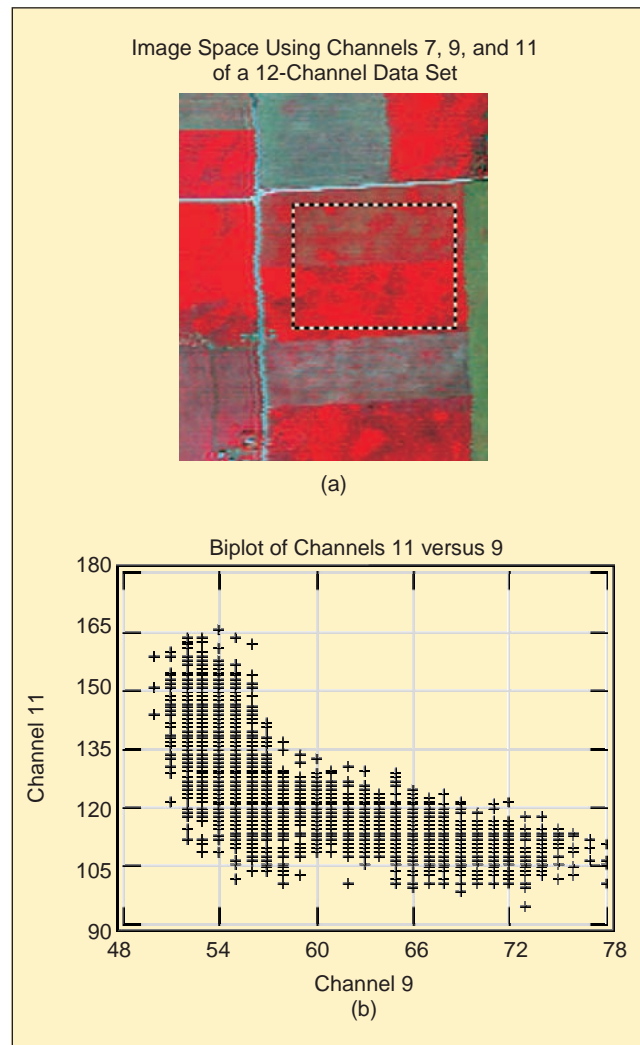 Image Space Using Channels 7, 9, and 11
of a 12-Channel Data Set
(a)
Biplot of Channels 11 versus 9
180
165
150
135
120
105
90
Channel 11
48 54 60 66 72 78
Channel 9
(b)